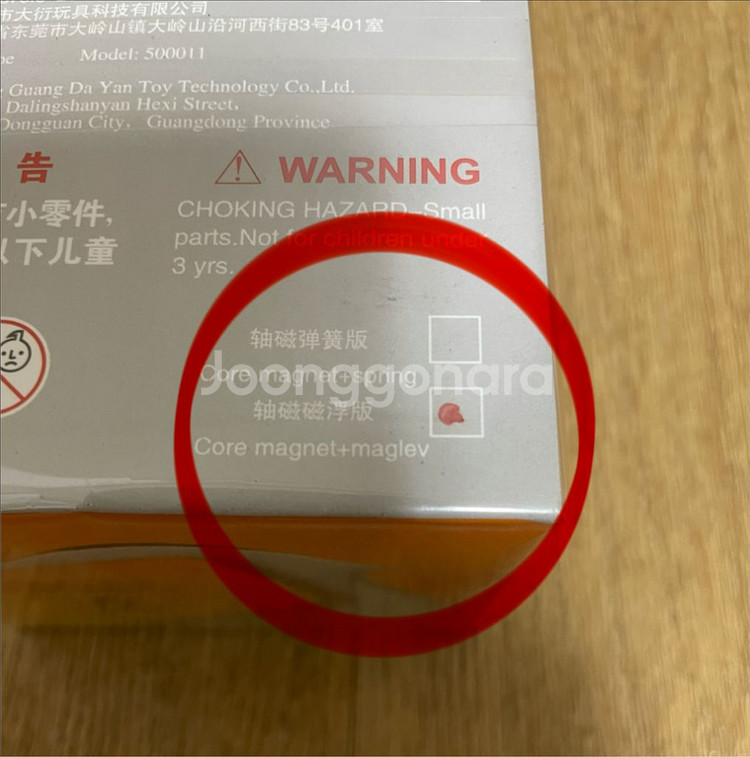 市大衍玩具科技有限公司
省东莞市大岭山镇大岭山沿河西街83号401室
pe Model: 500011
: Guang Da Yan Toy Technology Co.,Ltd.
Dalingshanyan Hexi Street,
Dongguan City, Guangdong Province
告
小零件,
以下儿童
WARNING
CHOKING HAZARD-Small
parts.Not for children under
3 yrs.
轴磁弹簧版
Core magnet+spring
Joonggonara
轴磁磁浮版
Core magnet+maglev